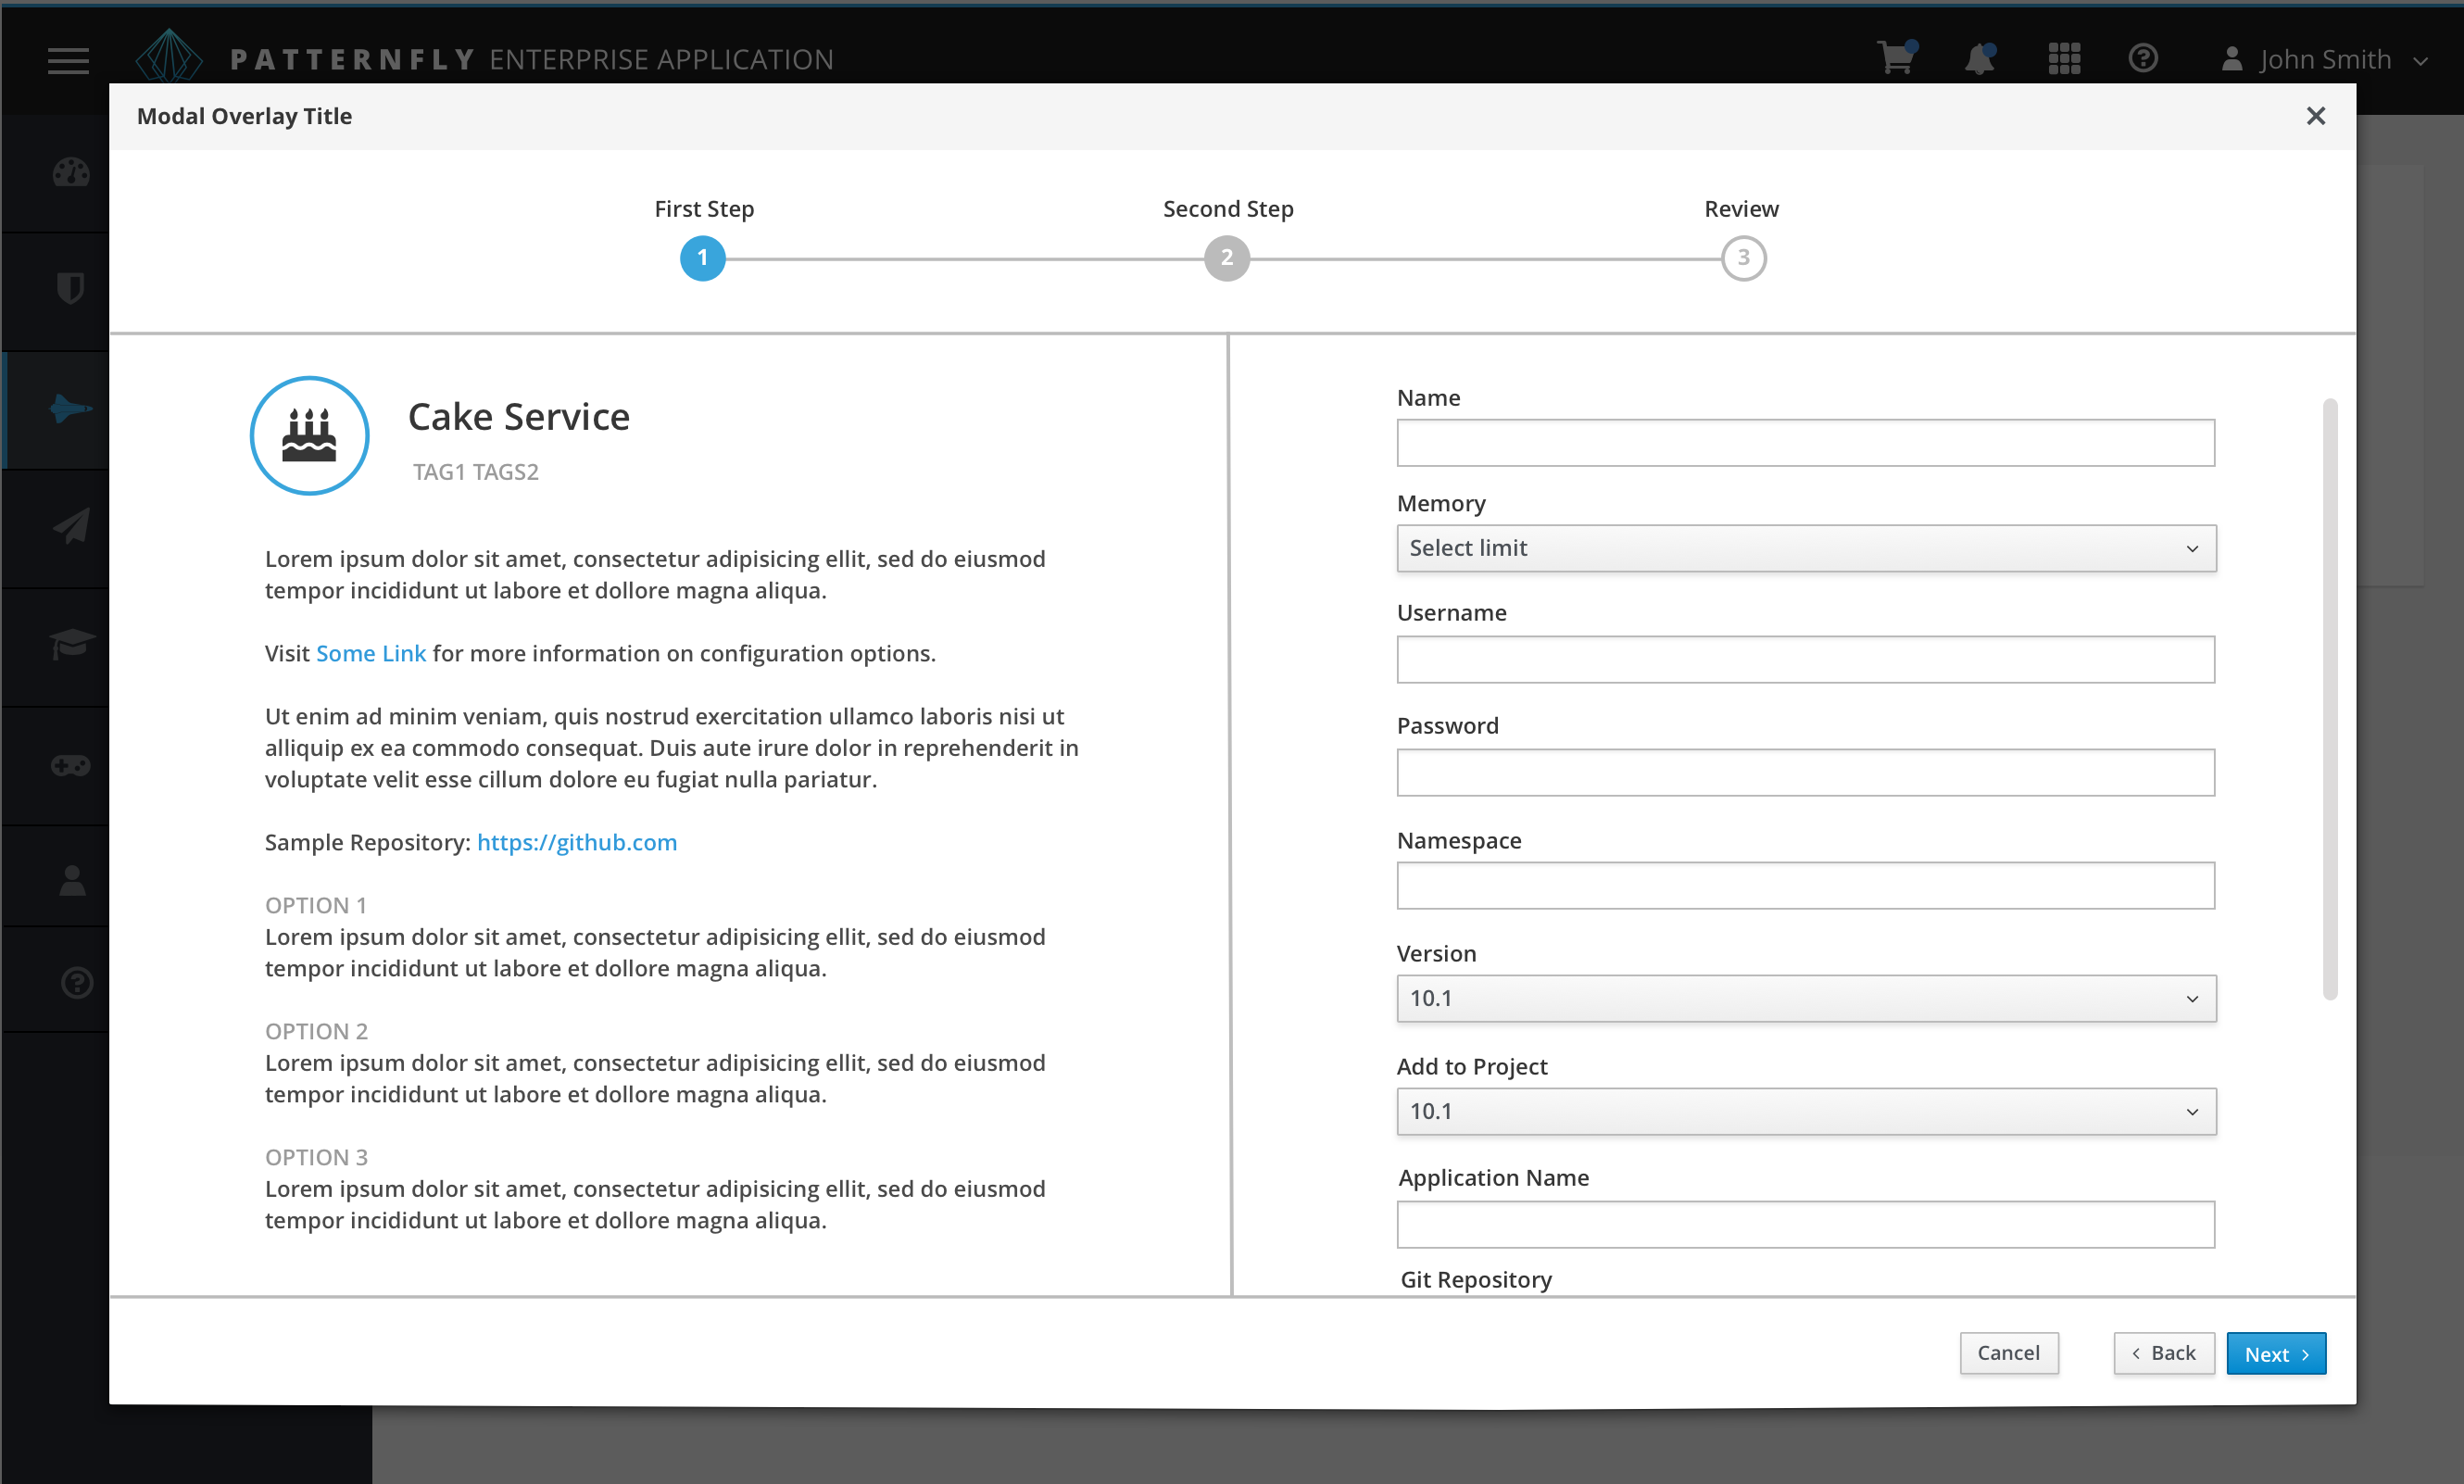 PATTERNFLY ENTERPRISE APPLICATION
John Smith
Modal Overlay Title
First Step
Second Step
Review
1
2
3
Cake Service
TAG1 TAGS2
Lorem ipsum dolor sit amet, consectetur adipisicing ellit, sed do eiusmod
tempor incididunt ut labore et dollore magna aliqua.
Visit Some Link for more information on configuration options.
Ut enim ad minim veniam, quis nostrud exercitation ullamco laboris nisi ut
alliquip ex ea commodo consequat. Duis aute irure dolor in reprehenderit in
voluptate velit esse cillum dolore eu fugiat nulla pariatur.
Sample Repository: https://github.com
OPTION 1
Lorem ipsum dolor sit amet, consectetur adipisicing ellit, sed do eiusmod
tempor incididunt ut labore et dollore magna aliqua.
OPTION 2
Lorem ipsum dolor sit amet, consectetur adipisicing ellit, sed do eiusmod
tempor incididunt ut labore et dollore magna aliqua.
OPTION 3
Lorem ipsum dolor sit amet, consectetur adipisicing ellit, sed do eiusmod
tempor incididunt ut labore et dollore magna aliqua.
Name
Memory
Select limit
Username
Password
Namespace
Version
10.1
Add to Project
10.1
Application Name
Git Repository
Cancel
Back
Next